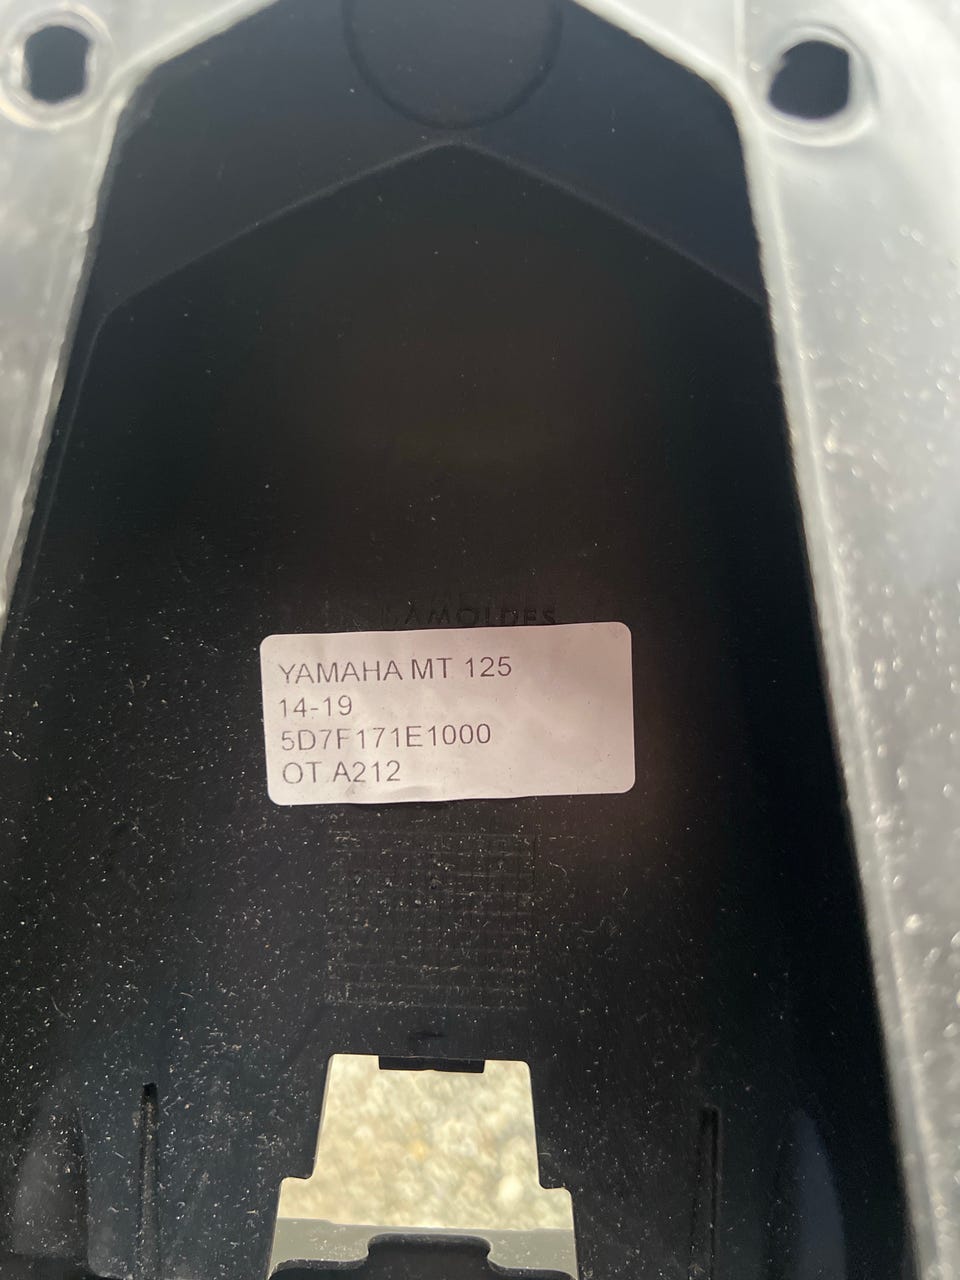 YAMAHA MT 125
14-19
5D7F171E1000
OT A212